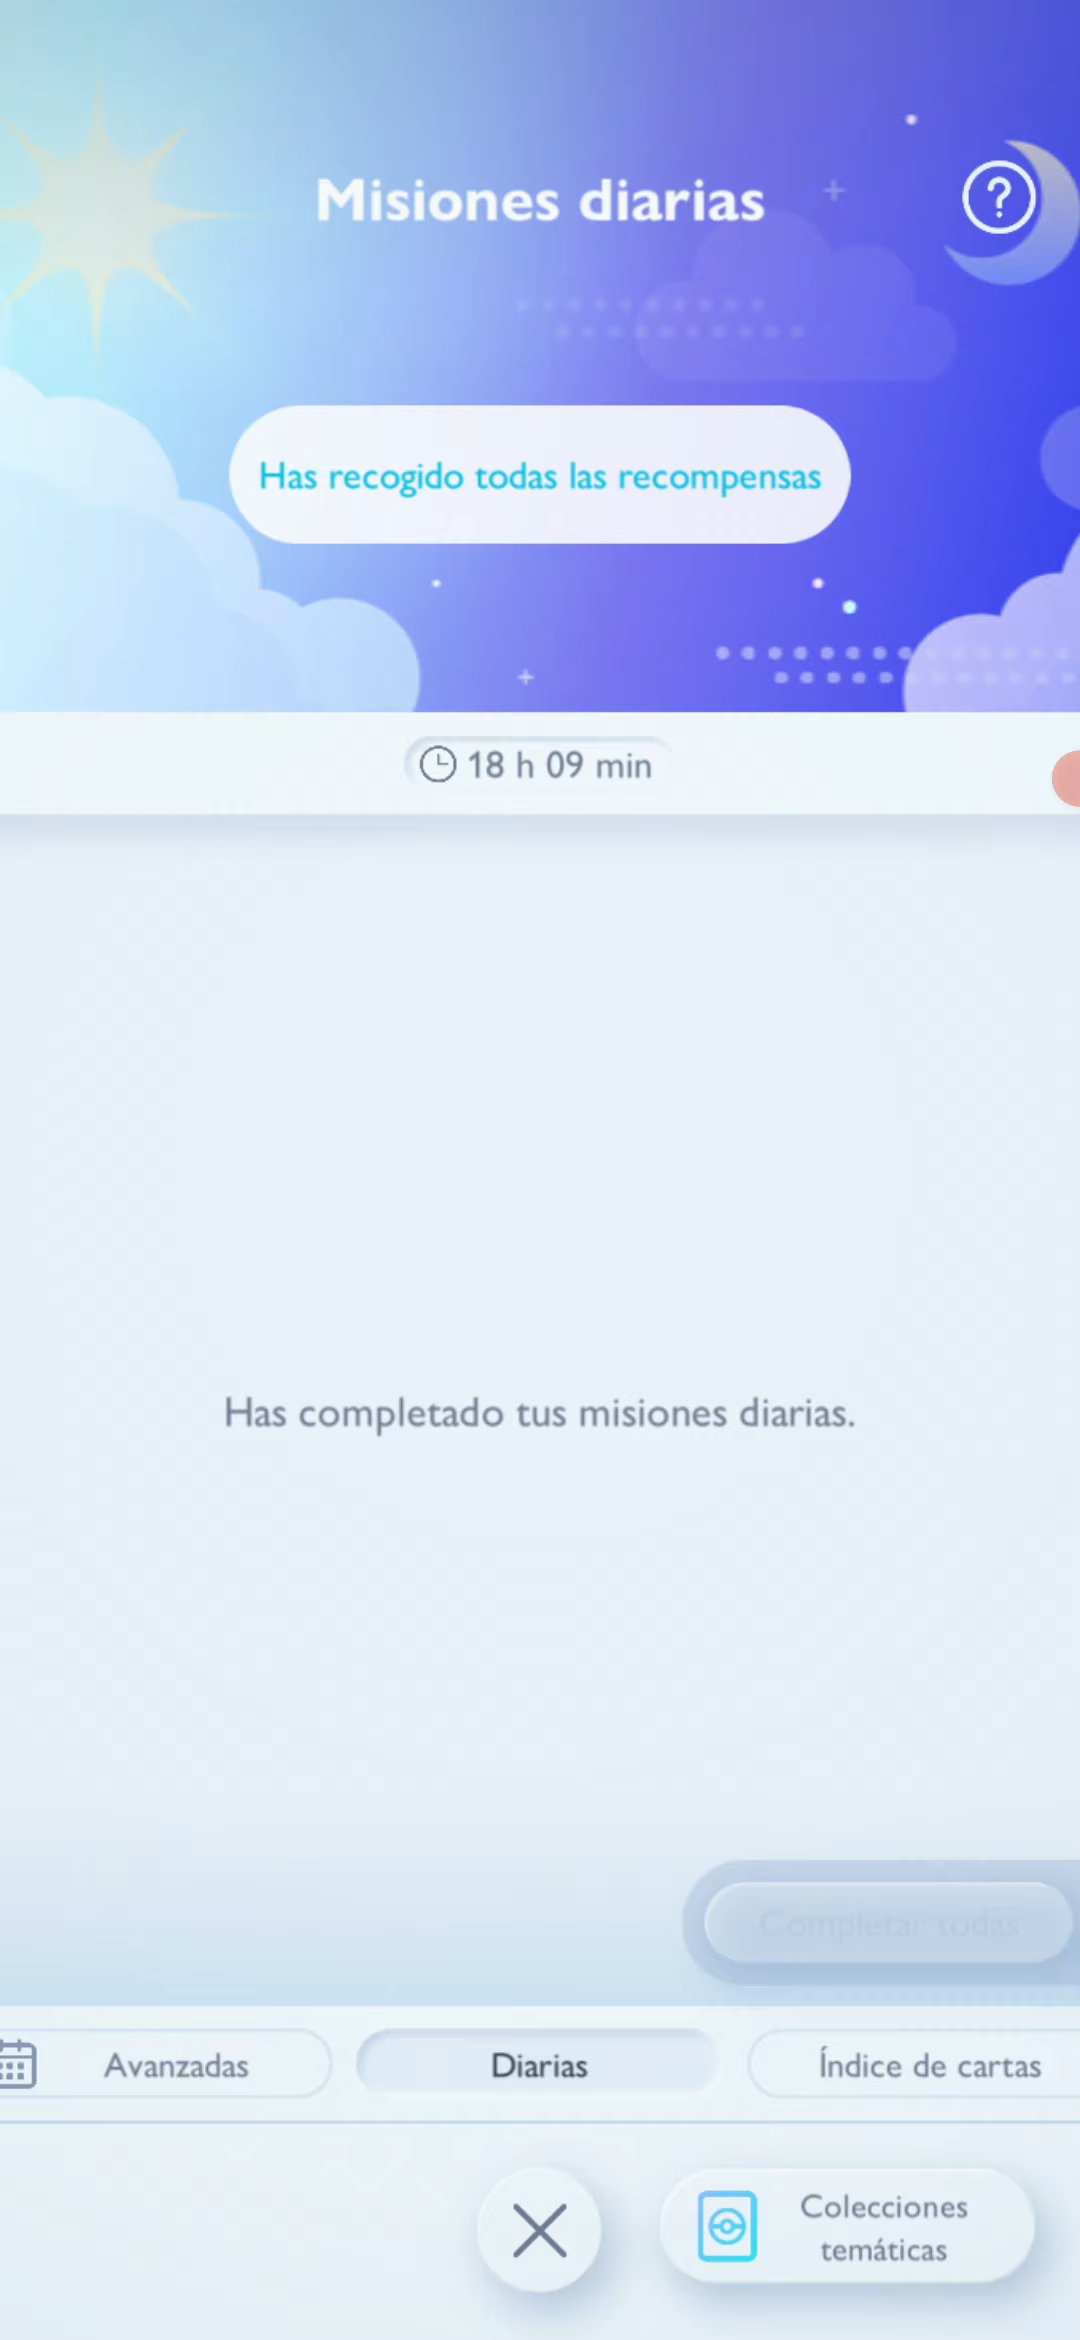 Misiones diarias
Has recogido todas las recompensas
18 h 09 min
Has completado tus misiones diarias.
Completar todas
Avanzadas
Diarias
Índice de cartas
Colecciones
temáticas